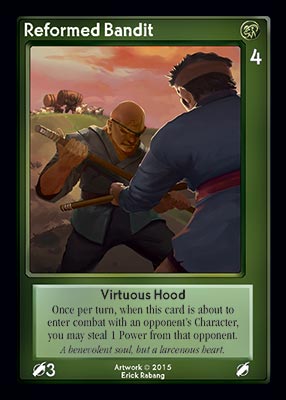 Reformed Bandit
4
Virtuous Hood
Once per turn, when this card is about to
enter combat with an opponent's Character,
you may steal 1 Power from that opponent.
A benevolent soul, but a larcenous heart.
3
Artwork © 2015
Erick Rabang